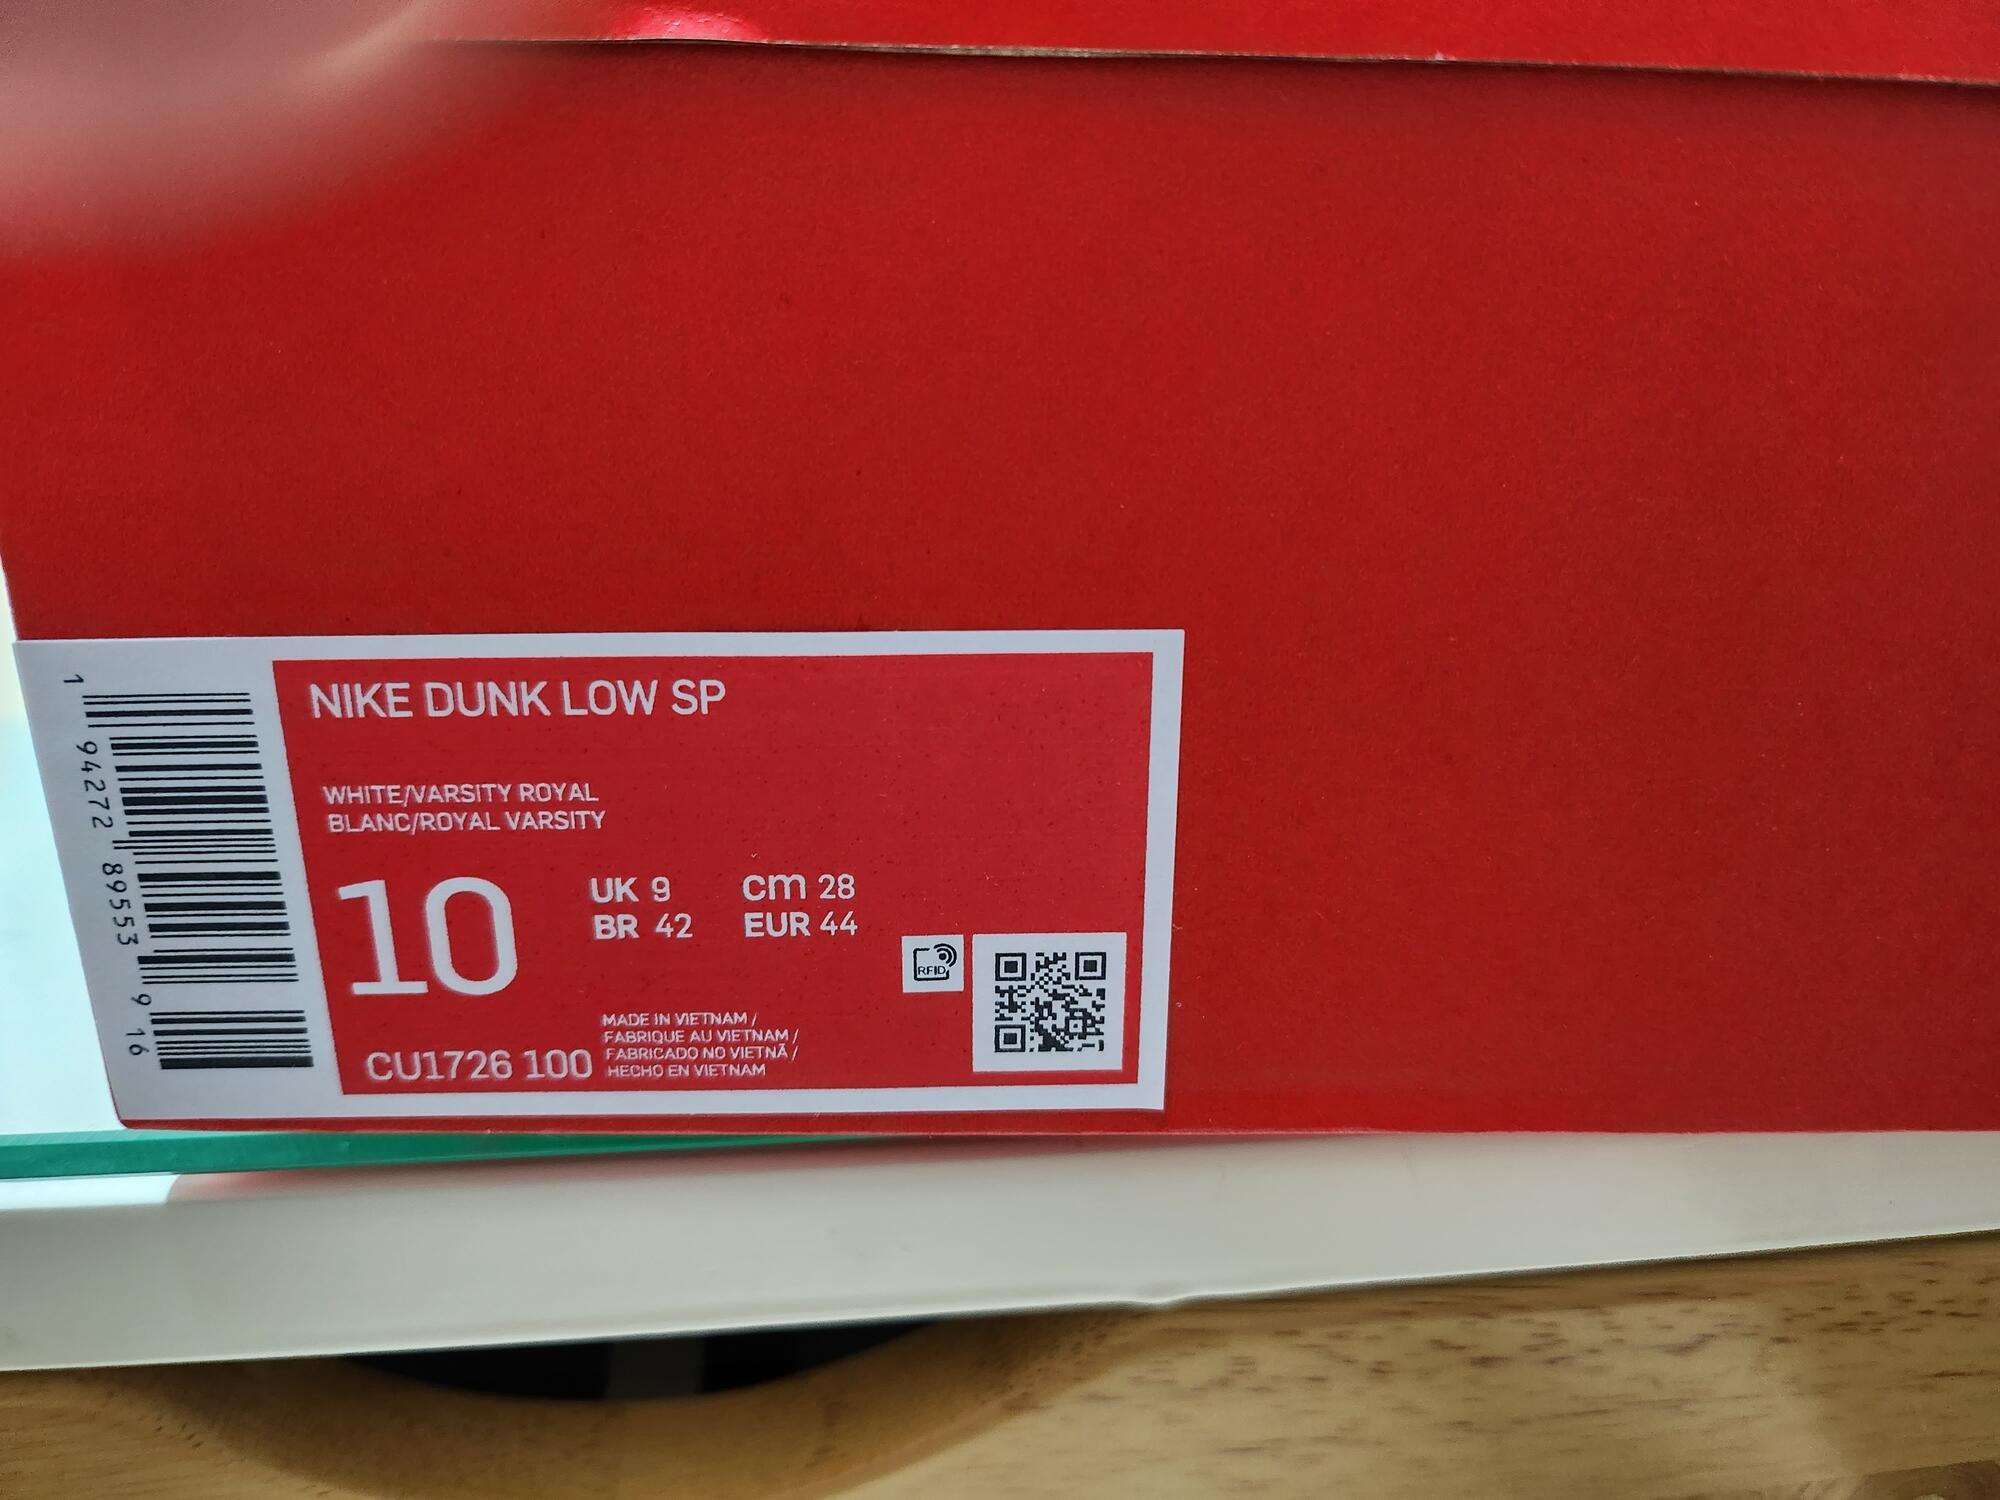 NIKE DUNK LOW SP
WHITE/VARSITY ROYAL
BLANC/ROYAL VARSITY
10
UK 9
cm 28
BR 42
EUR 44
RFID
CU1726 100
MADE IN VIETNAM /
FABRIQUE AU VIETNAM /
FABRICADO NO VIETNÃ /
HECHO EN VIETNAM
1 94272 89553 9 16